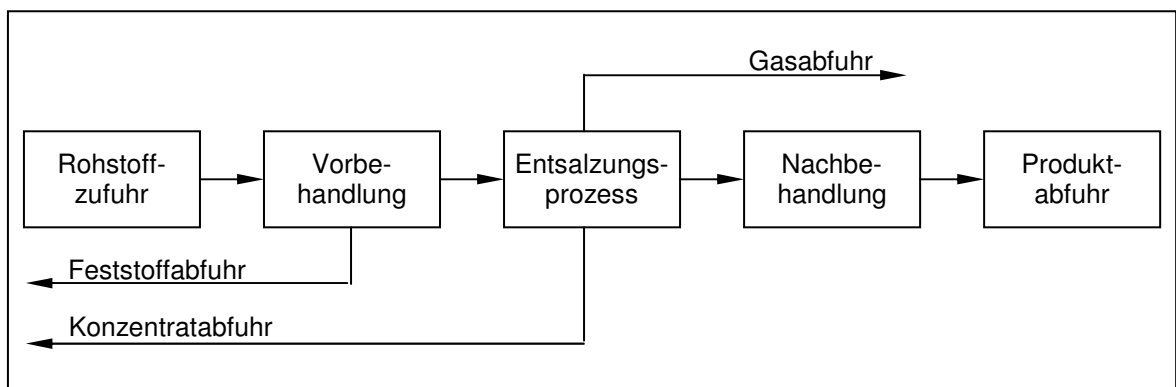 Gasabfuhr
Rohstoff-
zufuhr
Vorbe-
handlung
Entsalzungs-
prozess
Nachbe-
handlung
Produkt-
abfuhr
Feststoffabfuhr
Konzentratabfuhr